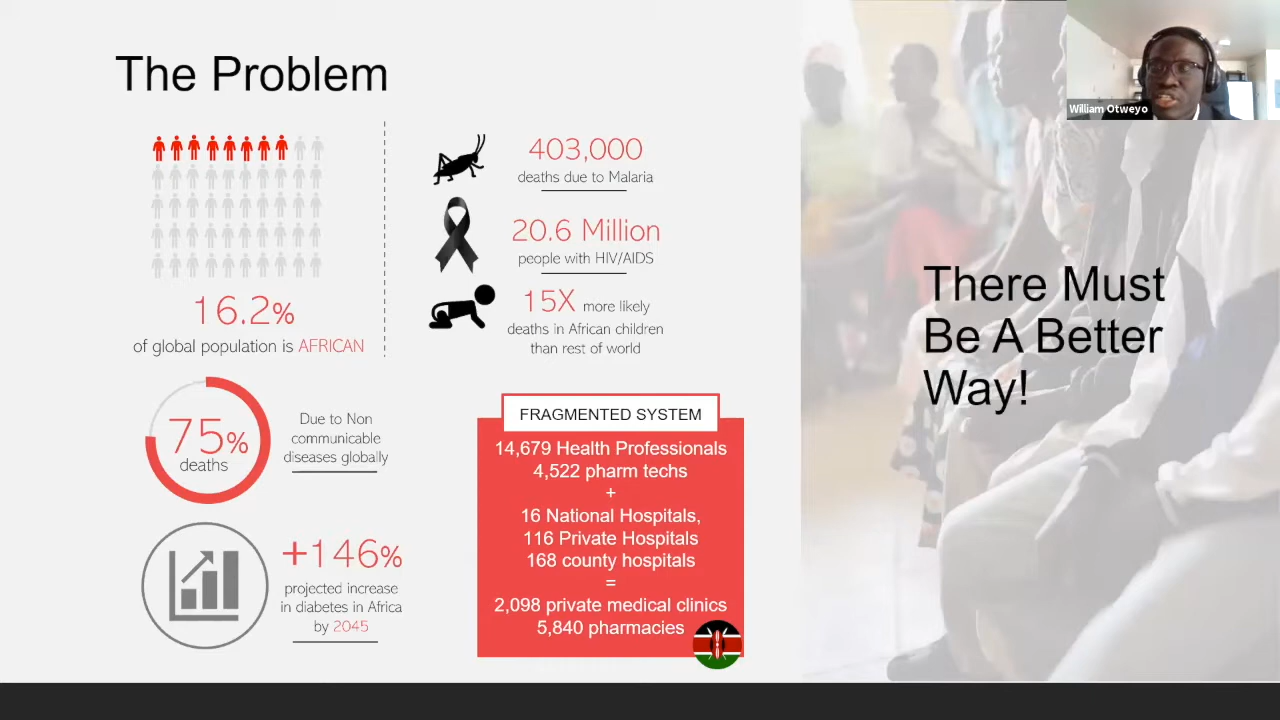 The Problem
16.2%
of global population is AFRICAN
75%
deaths
Due to Non
communicable
diseases globally
+146%
projected increase
in diabetes in Africa
by 2045
403,000
deaths due to Malaria
20.6 Million
people with HIV/AIDS
15X more likely
deaths in African children
than rest of world
FRAGMENTED SYSTEM
14,679 Health Professionals
4,522 pharm techs
+
16 National Hospitals,
116 Private Hospitals
168 county hospitals
=
2,098 private medical clinics
5,840 pharmacies
There Must
Be A Better
Way!
William Otweyo